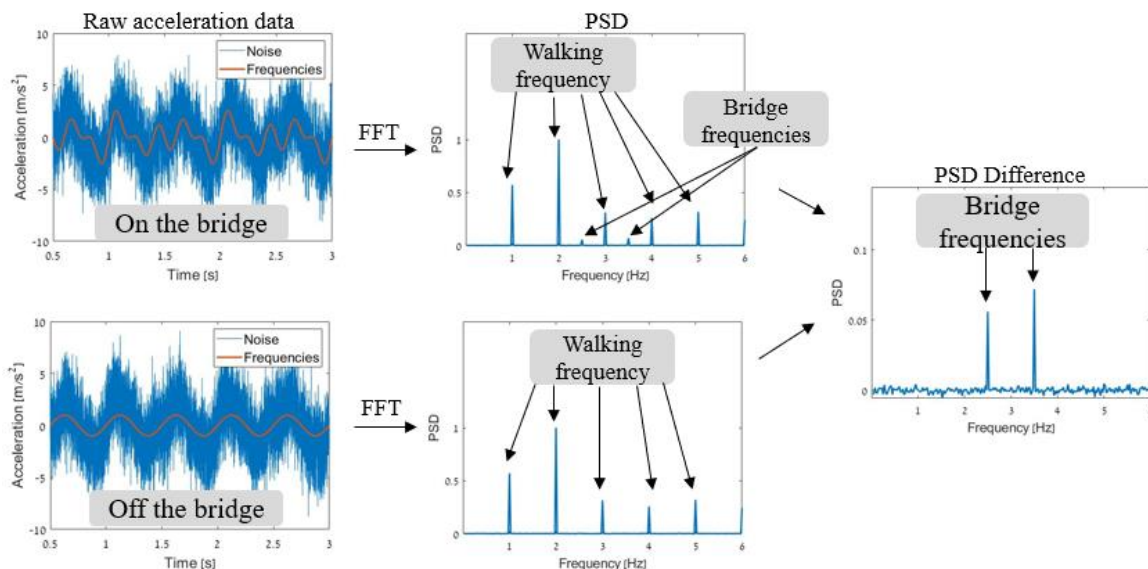 Raw acceleration data
10
5
0
-5
-10
Acceleration [m/s²]
Noise
Frequencies
On the bridge
0.5
1
1.5
2
2.5
3
Time [s]
FFT
PSD
Walking
frequency
Bridge
frequencies
PSD
1
0.5
0
1
2
3
4
5
6
Frequency [Hz]
10
5
0
-5
-10
Acceleration [m/s²]
Noise
Frequencies
Off the bridge
0.5
1
1.5
2
2.5
3
Time [s]
FFT
Walking
frequency
PSD
1
0.5
0
1
2
3
4
5
6
Frequency [Hz]
PSD Difference
Bridge
frequencies
PSD
0.1
0.05
0
2
3
4
5
Frequency [Hz]